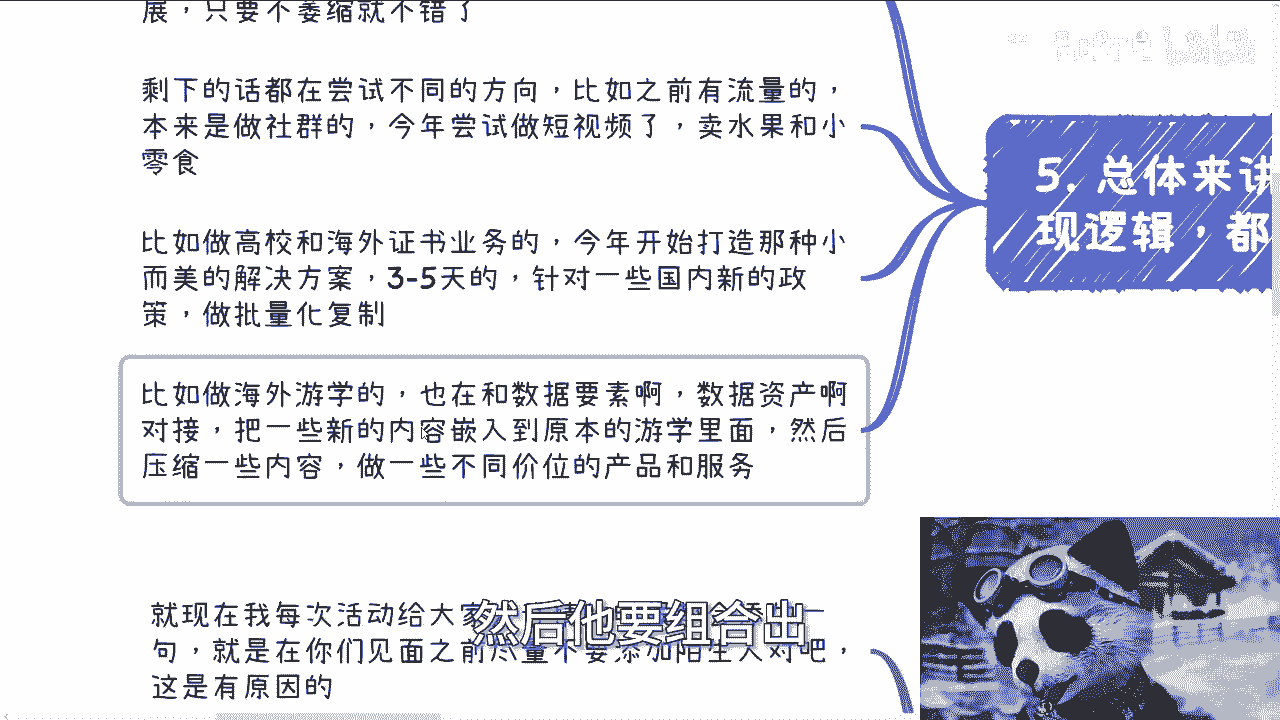 展，只要不萎缩就不错了
剩下的话都在尝试不同的方向，比如之前有流量的，
本来是做社群的，今年尝试做短视频了，卖水果和小
零食
比如做高校和海外证书业务的，今年开始打造那种小
而美的解决方案，3-5天的，针对一些国内新的政
策，做批量化复制
比如做海外游学的，也在和数据要素啊，数据资产啊
对接，把一些新的内容嵌入到原本的游学里面，然后
压缩一些内容，做一些不同价位的产品和服务
5. 总体来讲
现逻辑，都
就现在我每次活动给大家
句，就是在你们见面之前尽量不要添加陌生人对吧，
这是有原因的
然后他要组合出